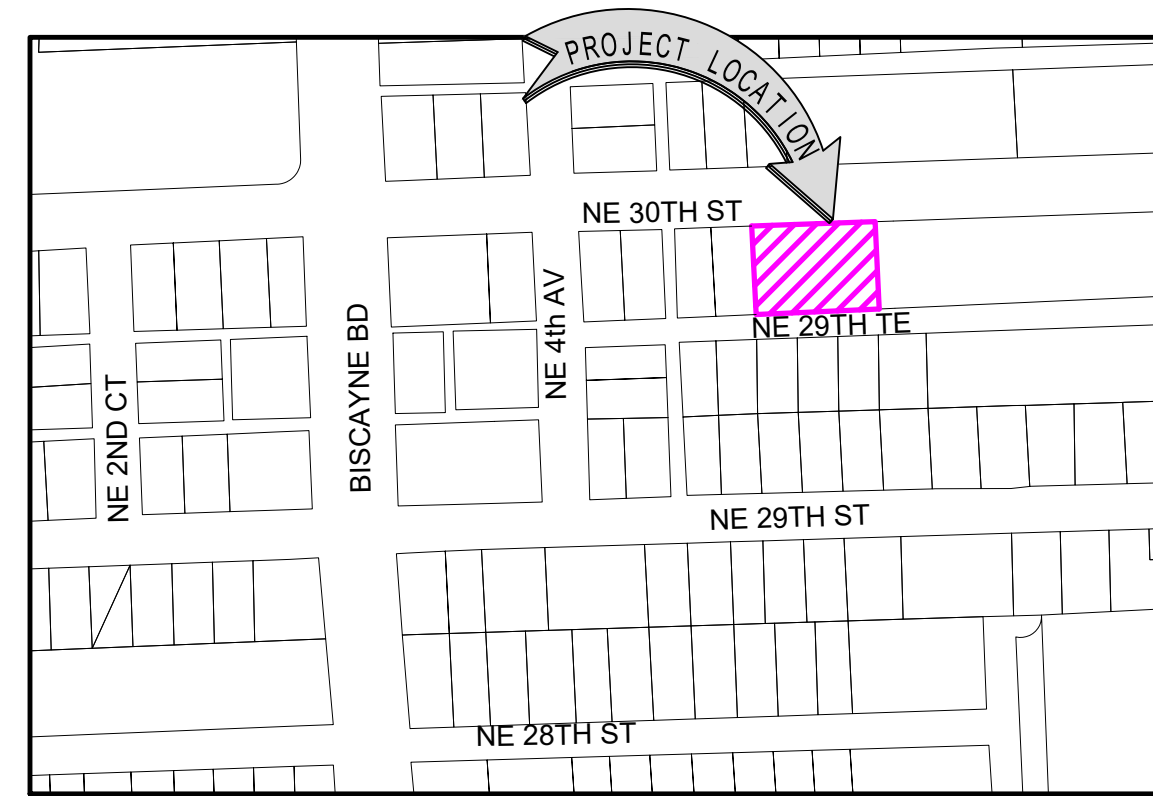 PROJECT LOCATION
NE 30TH ST
NE 4th AV
NE 29TH TE
BISCAYNE BD
NE 2ND CT
NE 29TH ST
NE 28TH ST